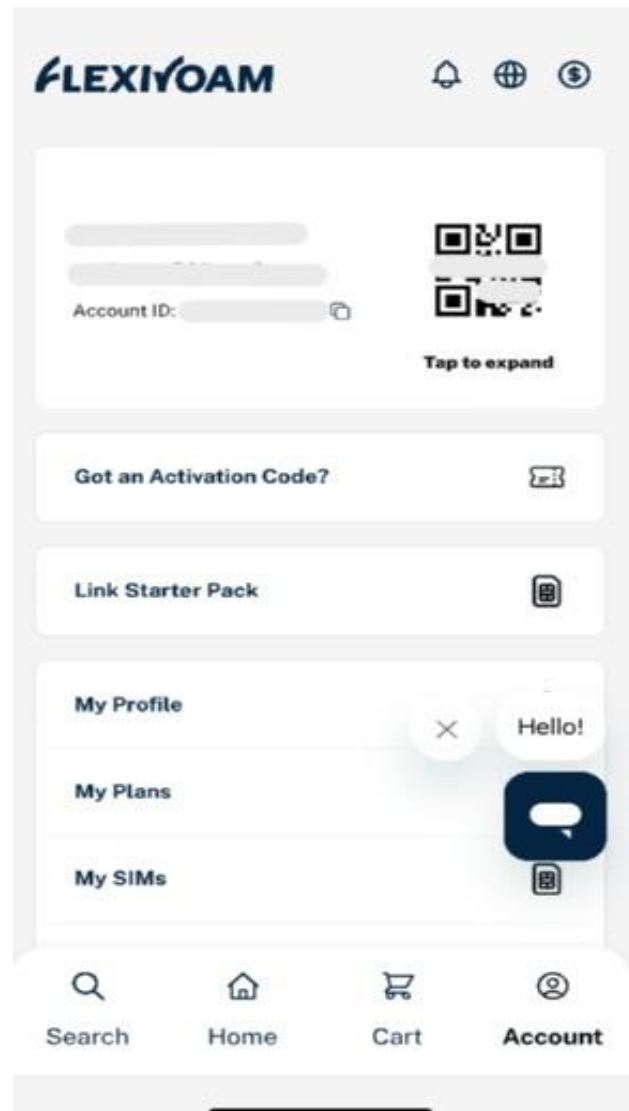 FLEXIROAM
Account ID:
Tap to expand
Got an Activation Code?
Link Starter Pack
My Profile
Hello!
My Plans
My SIMs
Search
Home
Cart
Account